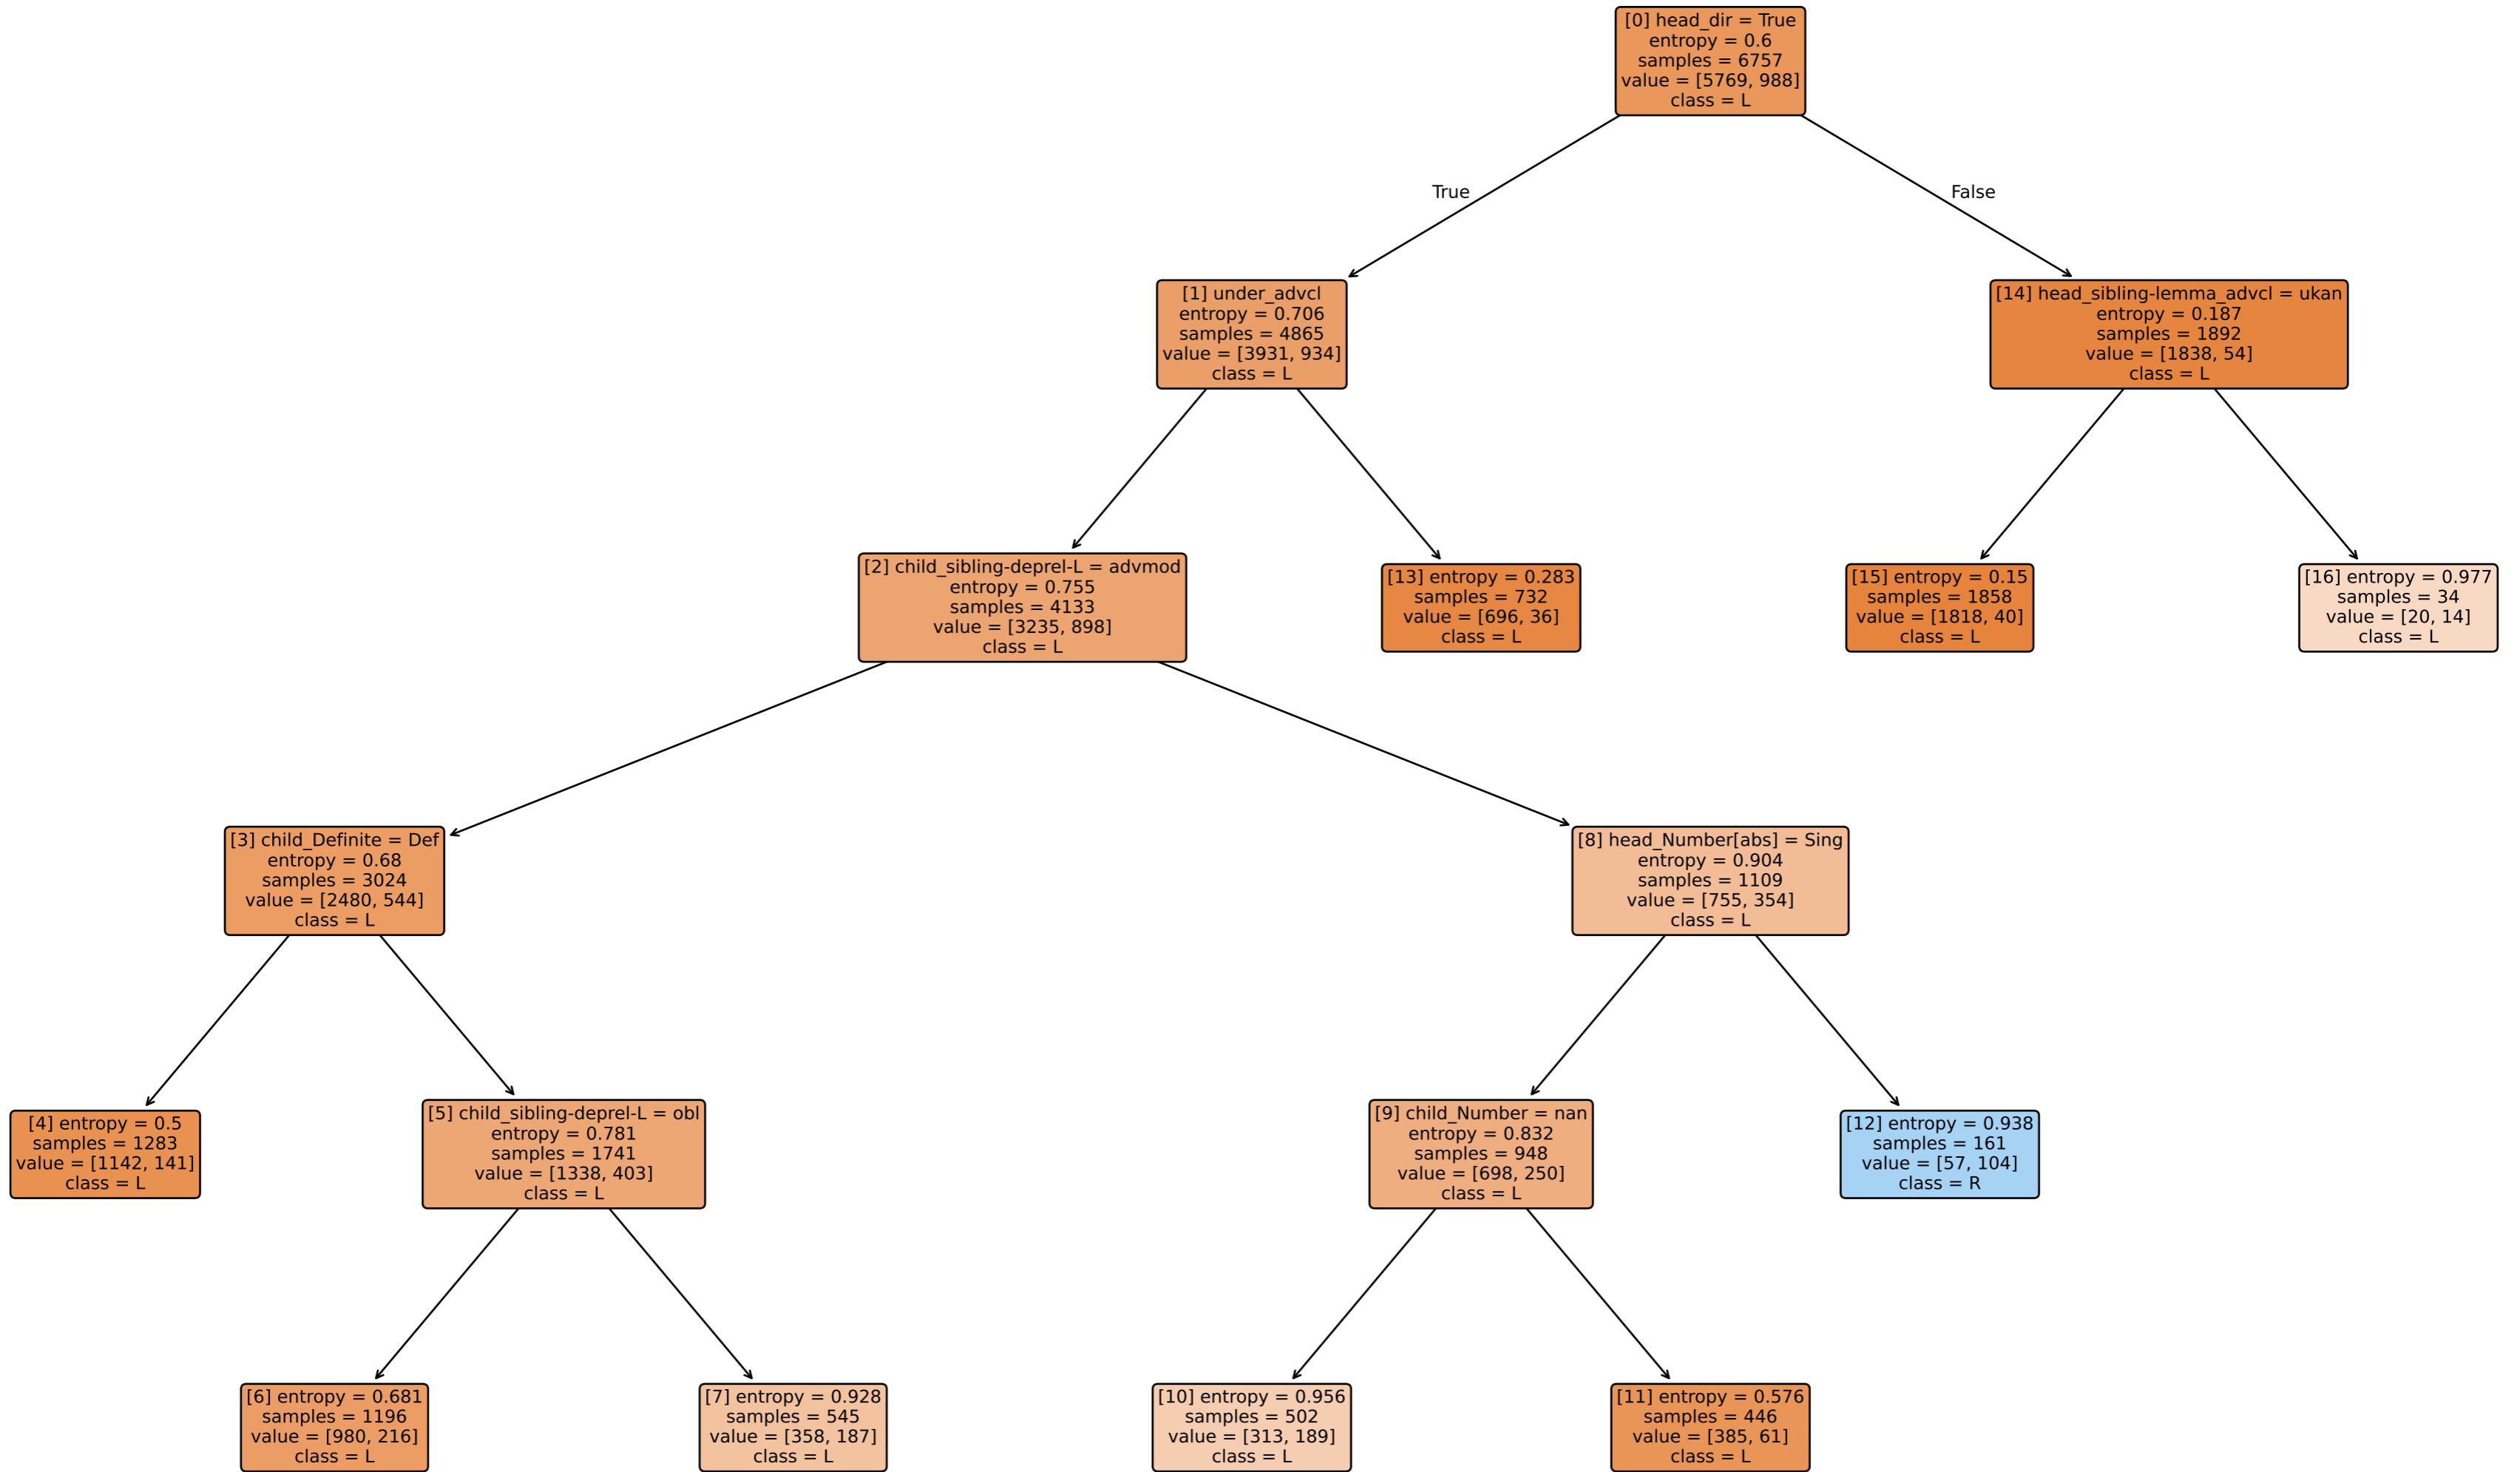 [0] head_dir = True
entropy = 0.6
samples = 6757
value = [5769, 988]
class = L
True
False
[1] under_advcl
entropy = 0.706
samples = 4865
value = [3931, 934]
class = L
[14] head_sibling-lemma_advcl = ukan
entropy = 0.187
samples = 1892
value = [1838, 54]
class = L
[2] child_sibling-deprel-L = advmod
entropy = 0.755
samples = 4133
value = [3235, 898]
class = L
[13] entropy = 0.283
samples = 732
value = [696, 36]
class = L
[15] entropy = 0.15
samples = 1858
value = [1818, 40]
class = L
[16] entropy = 0.977
samples = 34
value = [20, 14]
class = L
[3] child_Definite = Def
entropy = 0.68
samples = 3024
value = [2480, 544]
class = L
[8] head_Number[abs] = Sing
entropy = 0.904
samples = 1109
value = [755, 354]
class = L
[4] entropy = 0.5
samples = 1283
value = [1142, 141]
class = L
[5] child_sibling-deprel-L = obl
entropy = 0.781
samples = 1741
value = [1338, 403]
class = L
[9] child_Number = nan
entropy = 0.832
samples = 948
value = [698, 250]
class = L
[12] entropy = 0.938
samples = 161
value = [57, 104]
class = R
[6] entropy = 0.681
samples = 1196
value = [980, 216]
class = L
[7] entropy = 0.928
samples = 545
value = [358, 187]
class = L
[10] entropy = 0.956
samples = 502
value = [313, 189]
class = L
[11] entropy = 0.576
samples = 446
value = [385, 61]
class = L